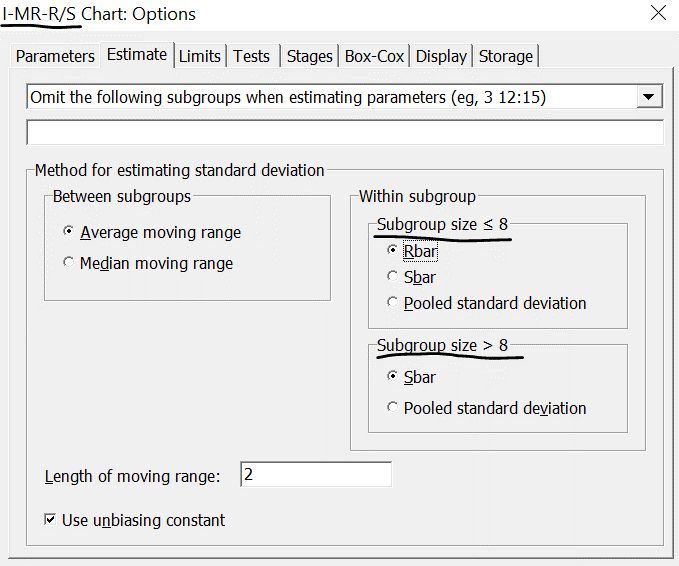 I-MR-R/S Chart: Options
Parameters Estimate Limits Tests Stages Box-Cox Display Storage
Omit the following subgroups when estimating parameters (eg, 3 12:15)
Method for estimating standard deviation
Between subgroups
Average moving range
Median moving range
Within subgroup
Subgroup size ≤ 8
Rbar
Sbar
Pooled standard deviation
Subgroup size > 8
Sbar
Pooled standard deviation
Length of moving range: 2
Use unbiasing constant